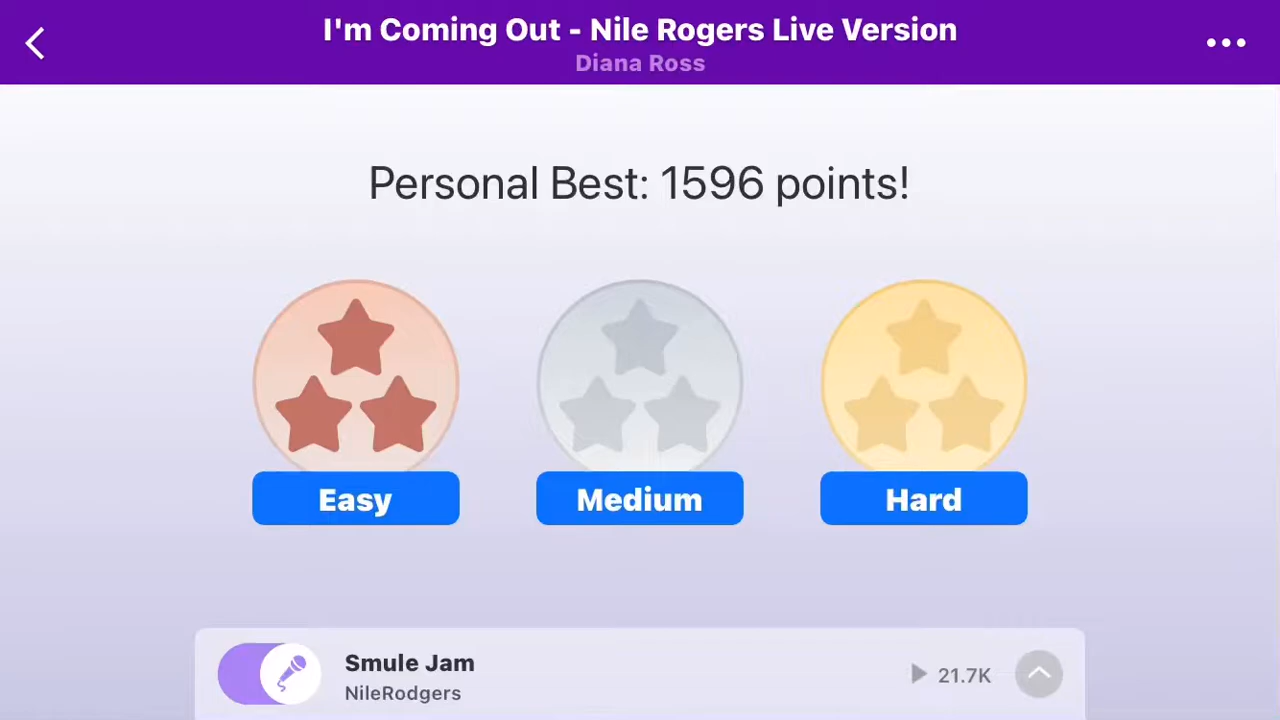 I'm Coming Out - Nile Rogers Live Version
Diana Ross
Personal Best: 1596 points!
Easy
Medium
Hard
Smule Jam
NileRodgers
21.7K